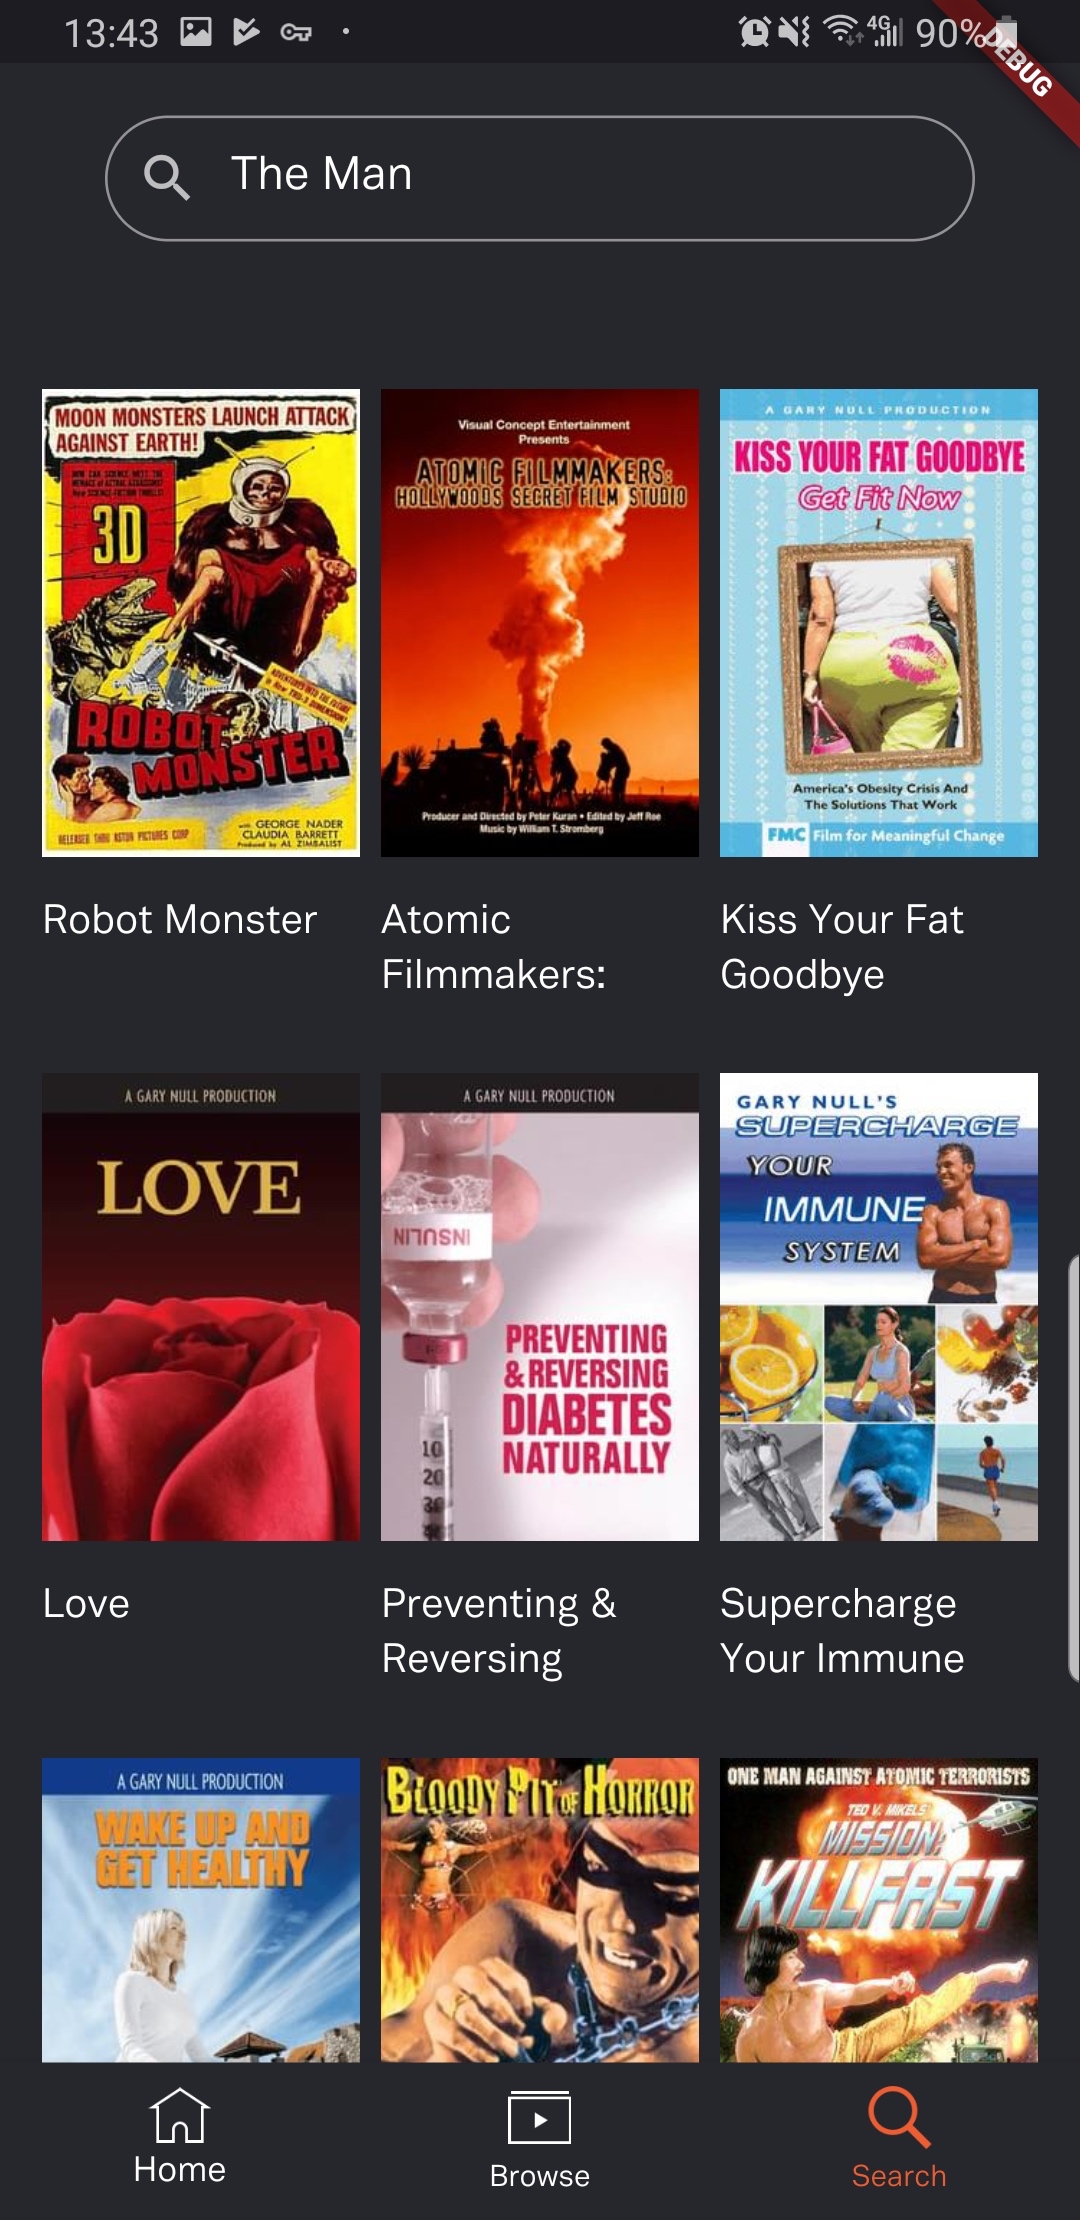 13:43
4G
90%
DEBUG
The Man
MOON MONSTERS LAUNCH ATTACK
AGAINST EARTH!
3D
ROBOT
MONSTER
with GEORGE NADER
CLAUDIA BARRETT
Produced by AL ZIMBALIST
Visual Concept Entertainment
Presents
ATOMIC FILMMAKERS:
HOLLYWOODS SECRET FILM STUDIO
Producer and Directed by Peter Kuran • Edited by Jeff Roe
Music by William T. Stromberg
A GARY NULL PRODUCTION
KISS YOUR FAT GOODBYE
Get Fit Now
America's Obesity Crisis And
The Solutions That Work
FMC Film for Meaningful Change
Robot Monster
Atomic
Filmmakers:
Kiss Your Fat
Goodbye
A GARY NULL PRODUCTION
LOVE
A GARY NULL PRODUCTION
INSULIN
PREVENTING
& REVERSING
DIABETES
NATURALLY
10
20
GARY NULL'S
SUPERCHARGE
YOUR
IMMUNE
SYSTEM
Love
Preventing &
Reversing
Supercharge
Your Immune
A GARY NULL PRODUCTION
WAKE UP AND
GET HEALTHY
BLOODY PIT OF HORROR
ONE MAN AGAINST ATOMIC TERRORISTS
TED V. MIKELS'
MISSION:
KILLFAST
Home
Browse
Search